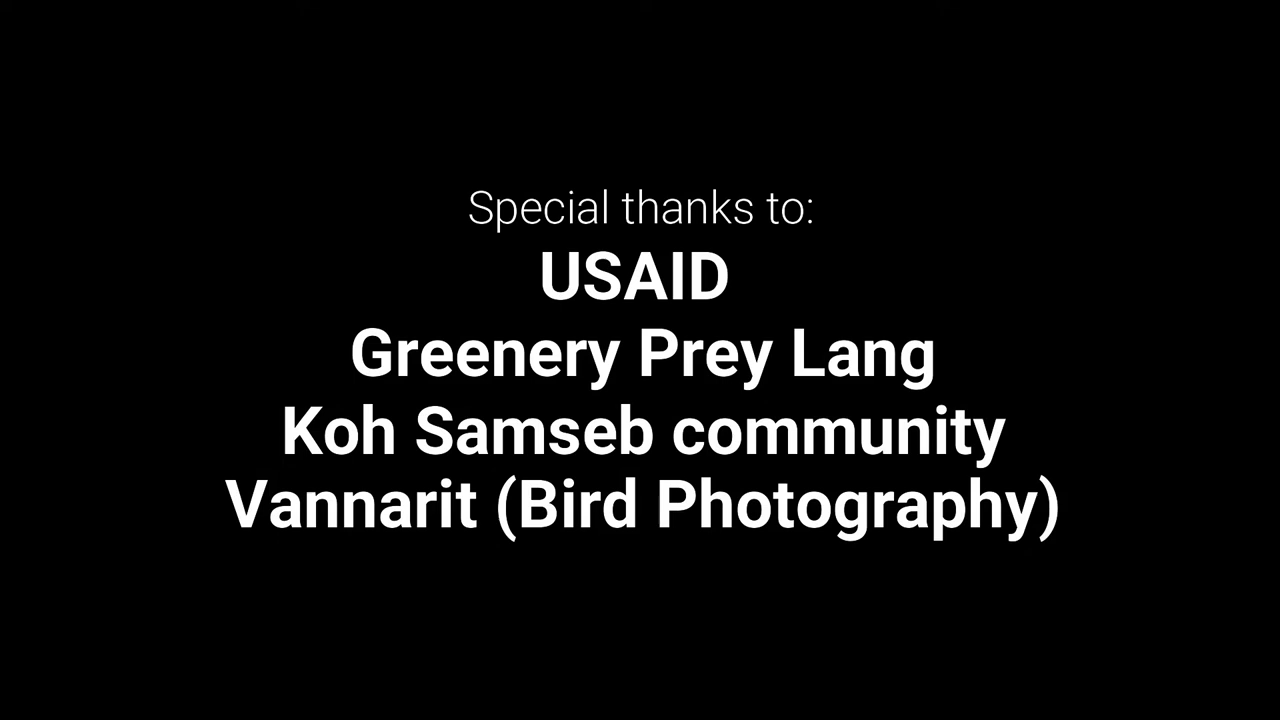 Special thanks to:
USAID
Greenery Prey Lang
Koh Samseb community
Vannarit (Bird Photography)